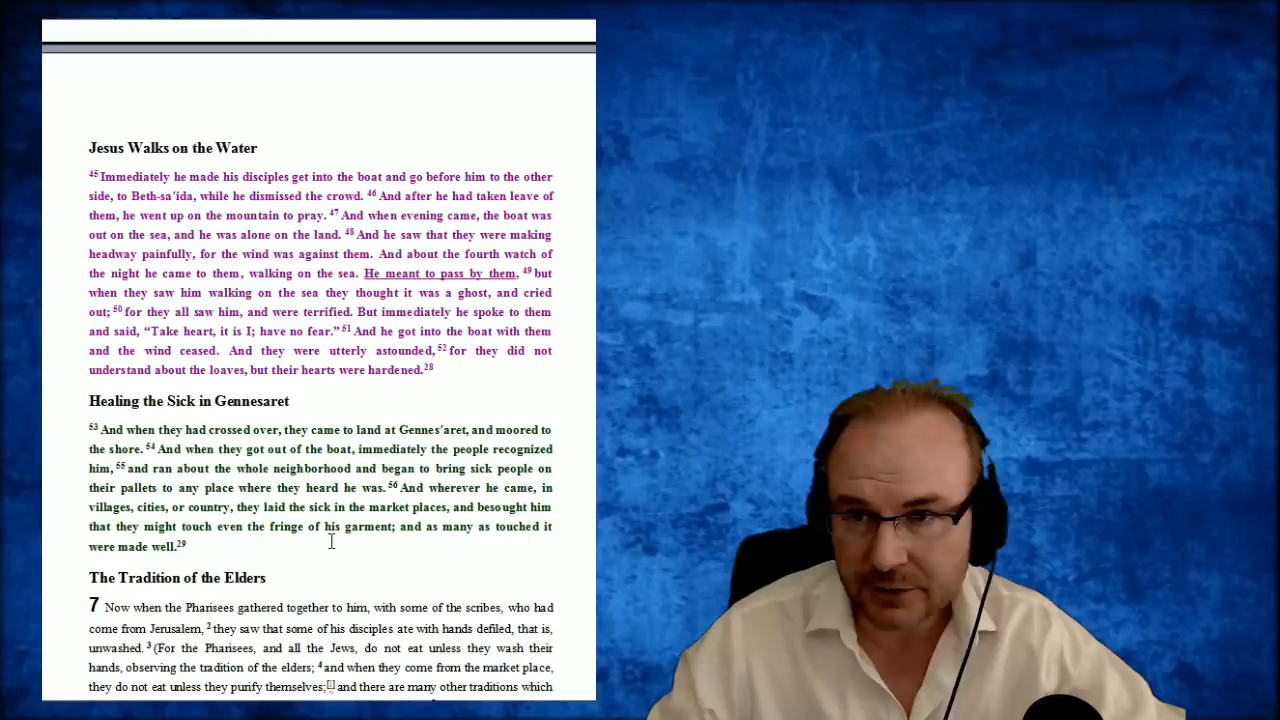 Jesus Walks on the Water
45 Immediately he made his disciples get into the boat and go before him to the other
side, to Beth-sa′ida, while he dismissed the crowd. 46 And after he had taken leave of
them, he went up on the mountain to pray. 47 And when evening came, the boat was
out on the sea, and he was alone on the land. 48 And he saw that they were making
headway painfully, for the wind was against them. And about the fourth watch of
the night he came to them, walking on the sea. He meant to pass by them, 49 but
when they saw him walking on the sea they thought it was a ghost, and cried
out; 50 for they all saw him, and were terrified. But immediately he spoke to them
and said, “Take heart, it is I; have no fear.” 51 And he got into the boat with them
and the wind ceased. And they were utterly astounded, 52 for they did not
understand about the loaves, but their hearts were hardened.28
Healing the Sick in Gennesaret
53 And when they had crossed over, they came to land at Gennes′aret, and moored to
the shore. 54 And when they got out of the boat, immediately the people recognized
him, 55 and ran about the whole neighborhood and began to bring sick people on
their pallets to any place where they heard he was. 56 And wherever he came, in
villages, cities, or country, they laid the sick in the market places, and besought him
that they might touch even the fringe of his garment; and as many as touched it
were made well.29
The Tradition of the Elders
7 Now when the Pharisees gathered together to him, with some of the scribes, who had
come from Jerusalem, 2 they saw that some of his disciples ate with hands defiled, that is,
unwashed. 3 (For the Pharisees, and all the Jews, do not eat unless they wash their
hands, observing the tradition of the elders; 4 and when they come from the market place,
they do not eat unless they purify themselves; and there are many other traditions which